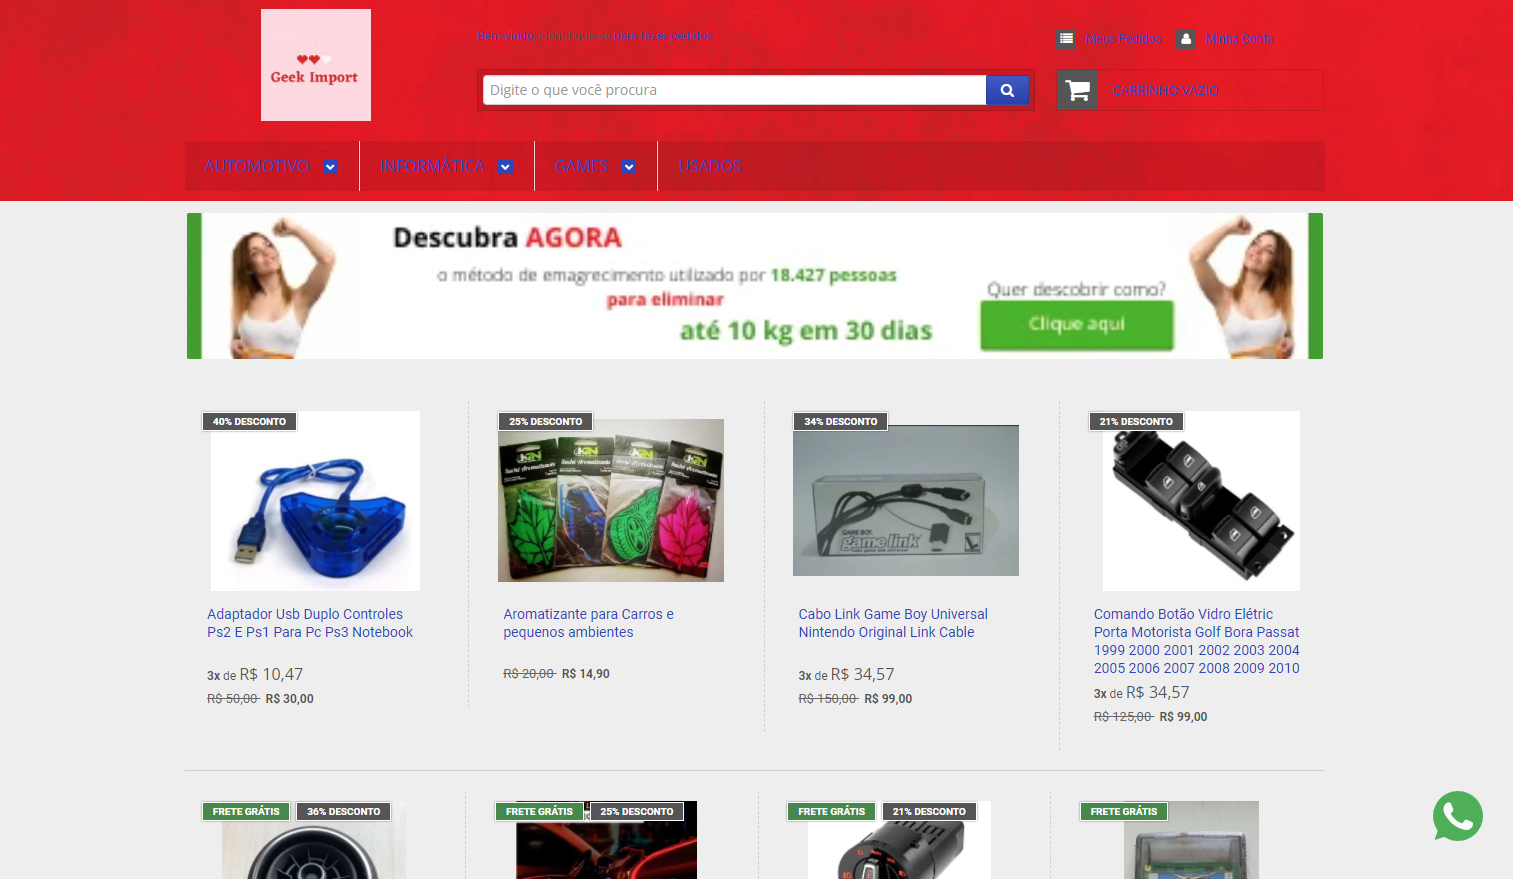 Geek Import
Bem-vindo, identifique-se para fazer pedidos
Meus Pedidos
Minha Conta
Digite o que você procura
CARRINHO VAZIO
AUTOMOTIVO
INFORMÁTICA
GAMES
USADOS
Descubra AGORA
o método de emagrecimento utilizado por 18.427 pessoas
para eliminar
até 10 kg em 30 dias
Quer descobrir como?
Clique aqui
40% DESCONTO
25% DESCONTO
34% DESCONTO
21% DESCONTO
Saché Aromatizante
GAME BOY
game link
Adaptador Usb Duplo Controles
Ps2 E Ps1 Para Pc Ps3 Notebook
3x de R$ 10,47
R$ 50,00 R$ 30,00
Aromatizante para Carros e
pequenos ambientes
R$ 20,00 R$ 14,90
Cabo Link Game Boy Universal
Nintendo Original Link Cable
3x de R$ 34,57
R$ 150,00 R$ 99,00
Comando Botão Vidro Elétric
Porta Motorista Golf Bora Passat
1999 2000 2001 2002 2003 2004
2005 2006 2007 2008 2009 2010
3x de R$ 34,57
R$ 125,00 R$ 99,00
FRETE GRÁTIS
36% DESCONTO
FRETE GRÁTIS
25% DESCONTO
FRETE GRÁTIS
21% DESCONTO
FRETE GRÁTIS